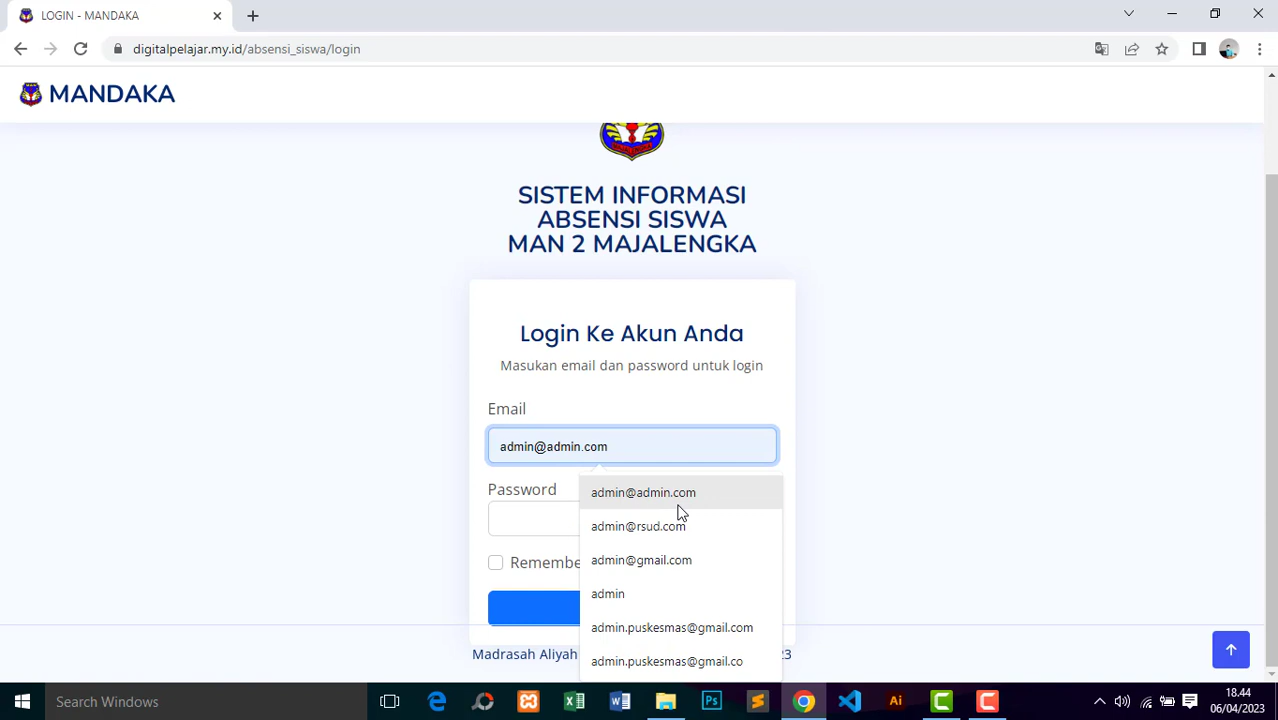 LOGIN - MANDAKA
digitalpelajar.my.id/absensi_siswa/login
MANDAKA
SISTEM INFORMASI
ABSENSI SISWA
MAN 2 MAJALENGKA
Login Ke Akun Anda
Masukan email dan password untuk login
Email
admin@admin.com
Password
admin@admin.com
admin@rsud.com
admin@gmail.com
Remembe
admin
admin.puskesmas@gmail.com
Madrasah Aliyah
23
admin.puskesmas@gmail.co
Search Windows
18.44
06/04/2023